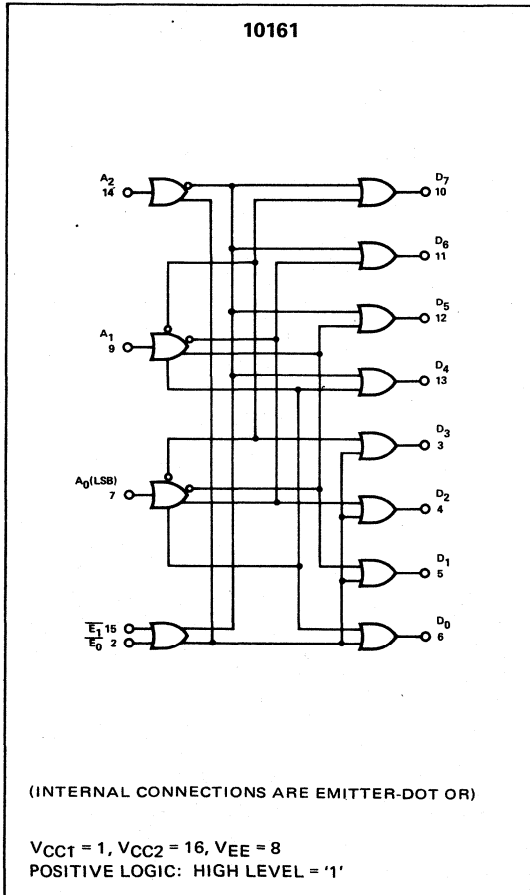 10161
A2
14
D7
10
D6
11
D5
12
A1
9
D4
13
D3
3
A0(LSB)
7
D2
4
D1
5
E1 15
E0 2
D0
6
(INTERNAL CONNECTIONS ARE EMITTER-DOT OR)
VCC1 = 1, VCC2 = 16, VEE = 8
POSITIVE LOGIC: HIGH LEVEL = '1'